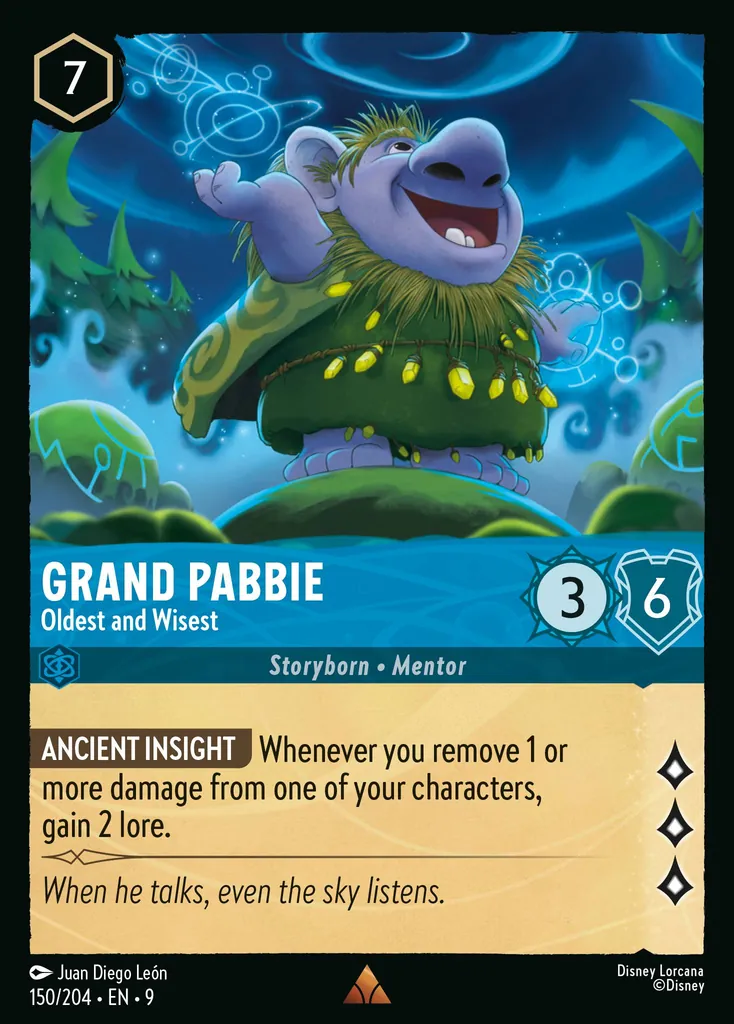 7
GRAND PABBIE
Oldest and Wisest
3
6
Storyborn • Mentor
ANCIENT INSIGHT Whenever you remove 1 or
more damage from one of your characters,
gain 2 lore.
When he talks, even the sky listens.
Juan Diego León
150/204 • EN • 9
Disney Lorcana
©Disney